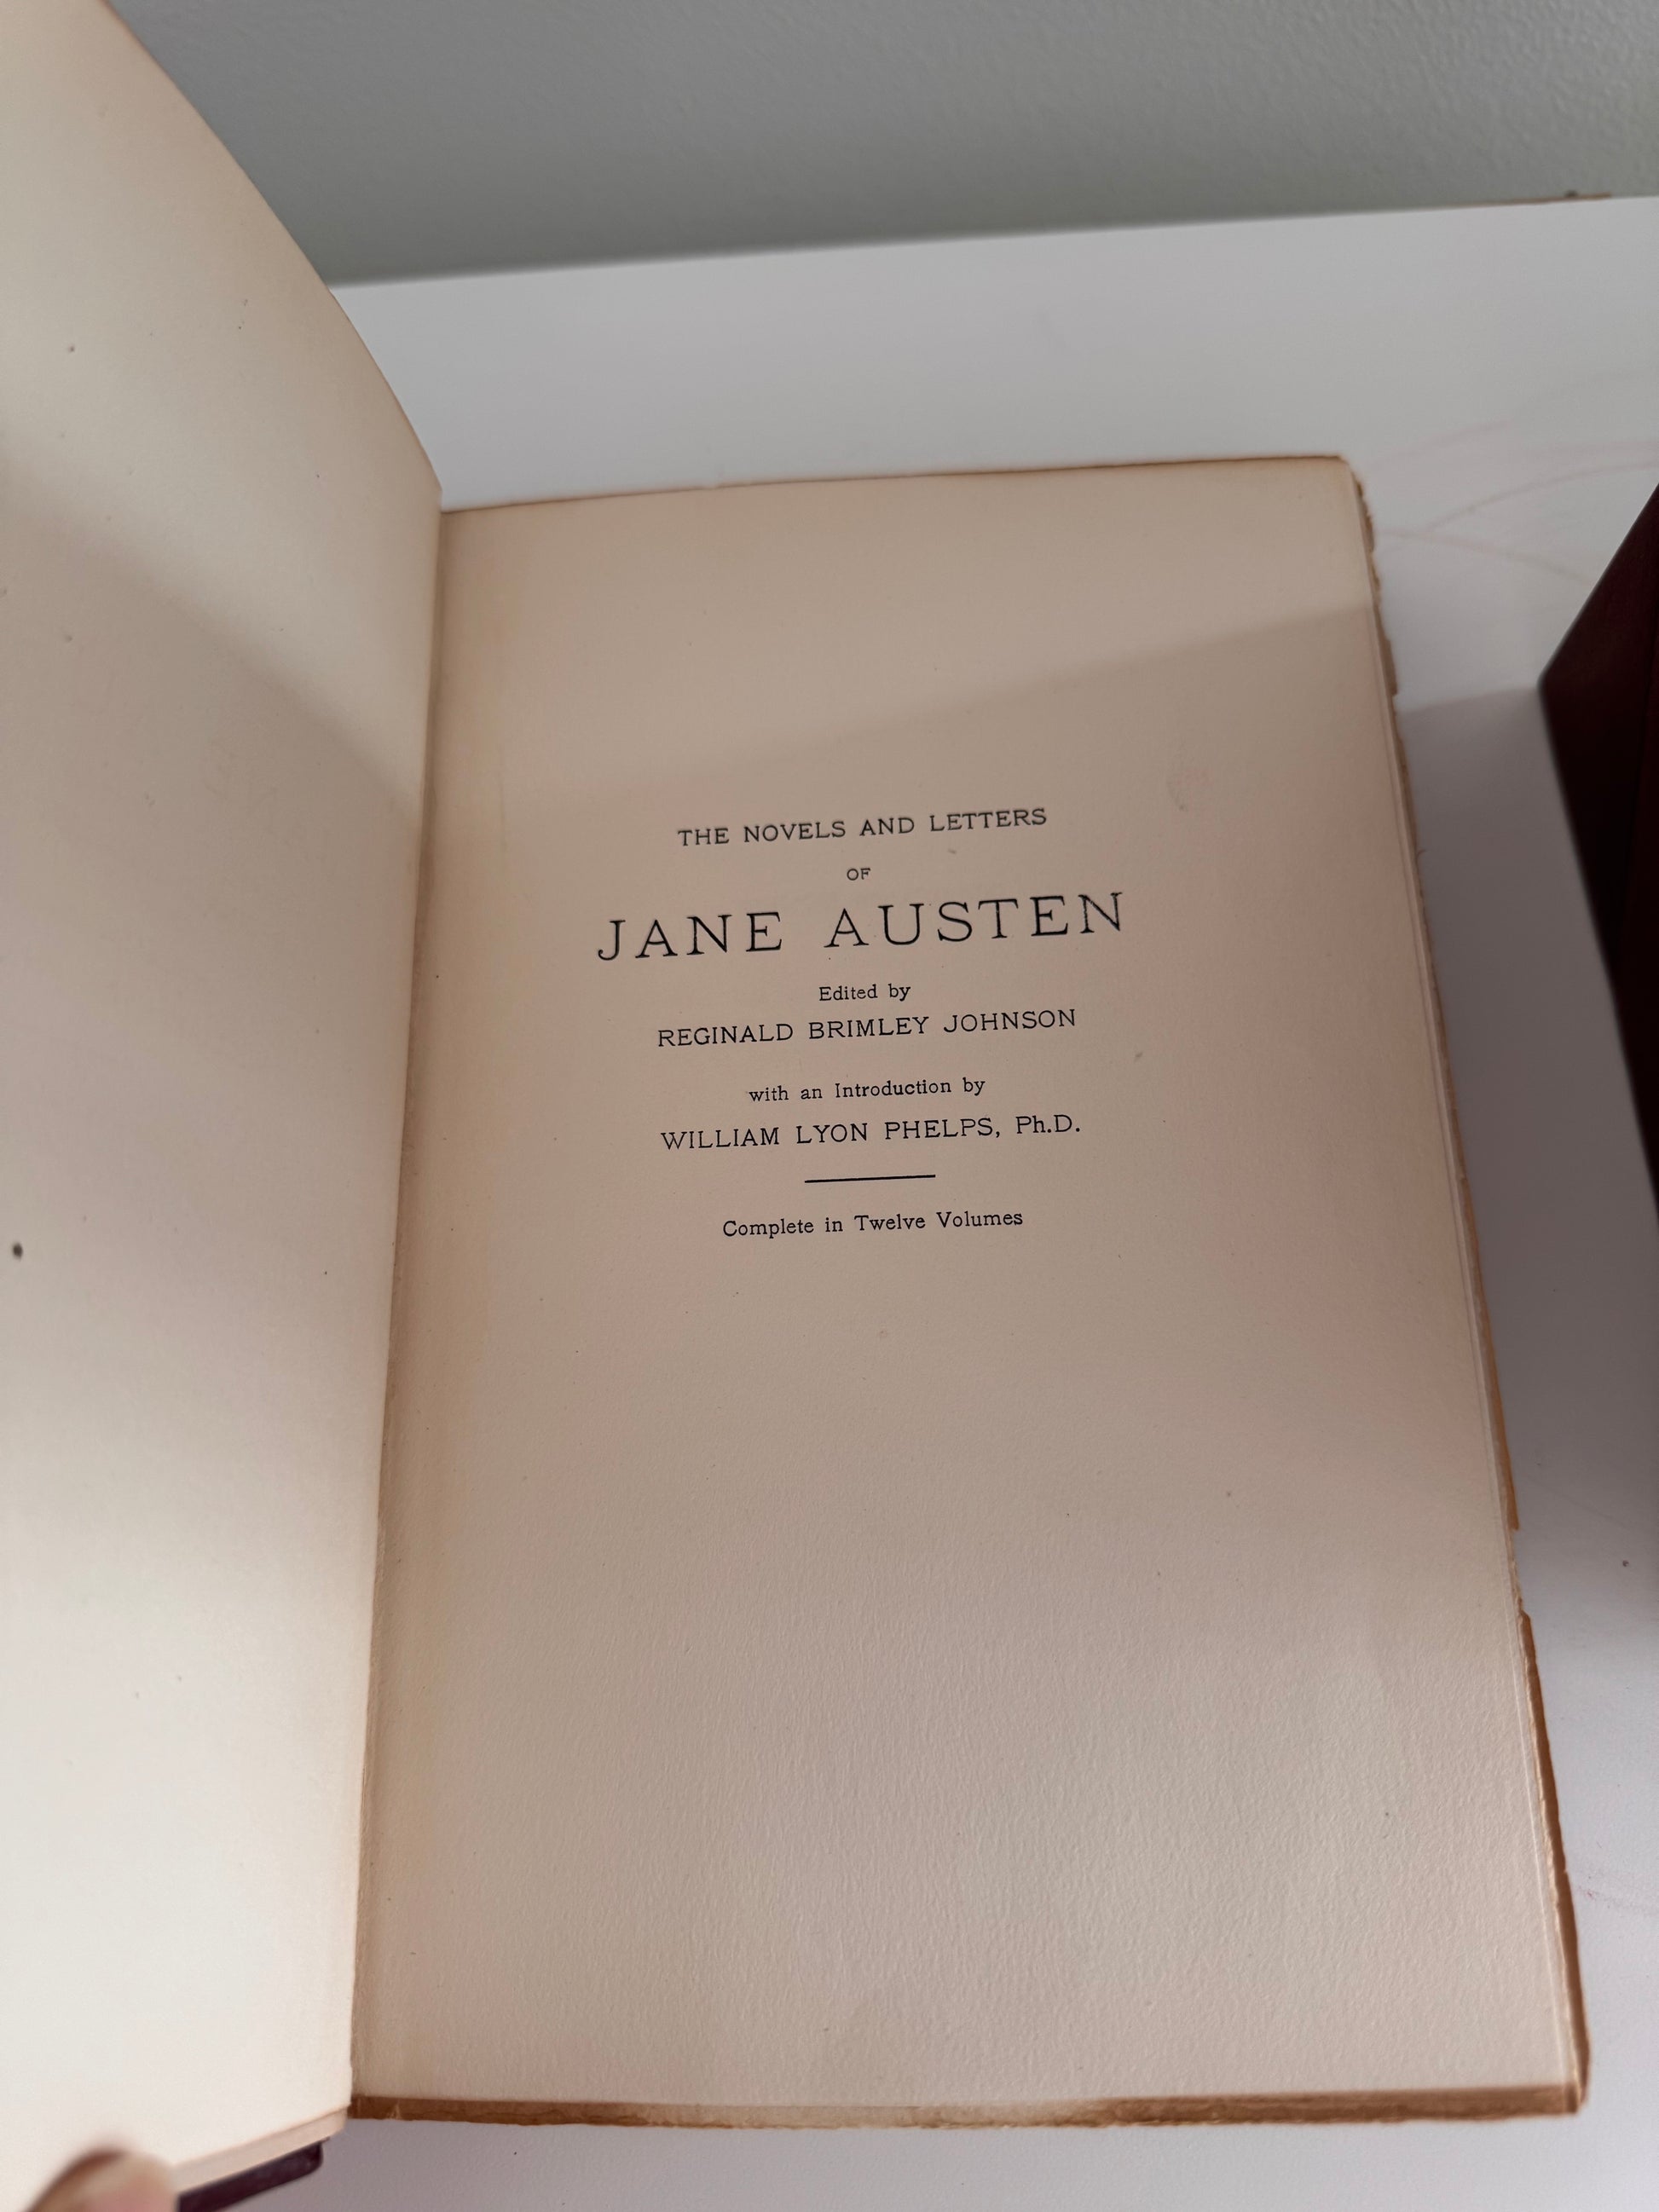 THE NOVELS AND LETTERS
OF
JANE AUSTEN
Edited by
REGINALD BRIMLEY JOHNSON
with an Introduction by
WILLIAM LYON PHELPS, Ph.D.
Complete in Twelve Volumes